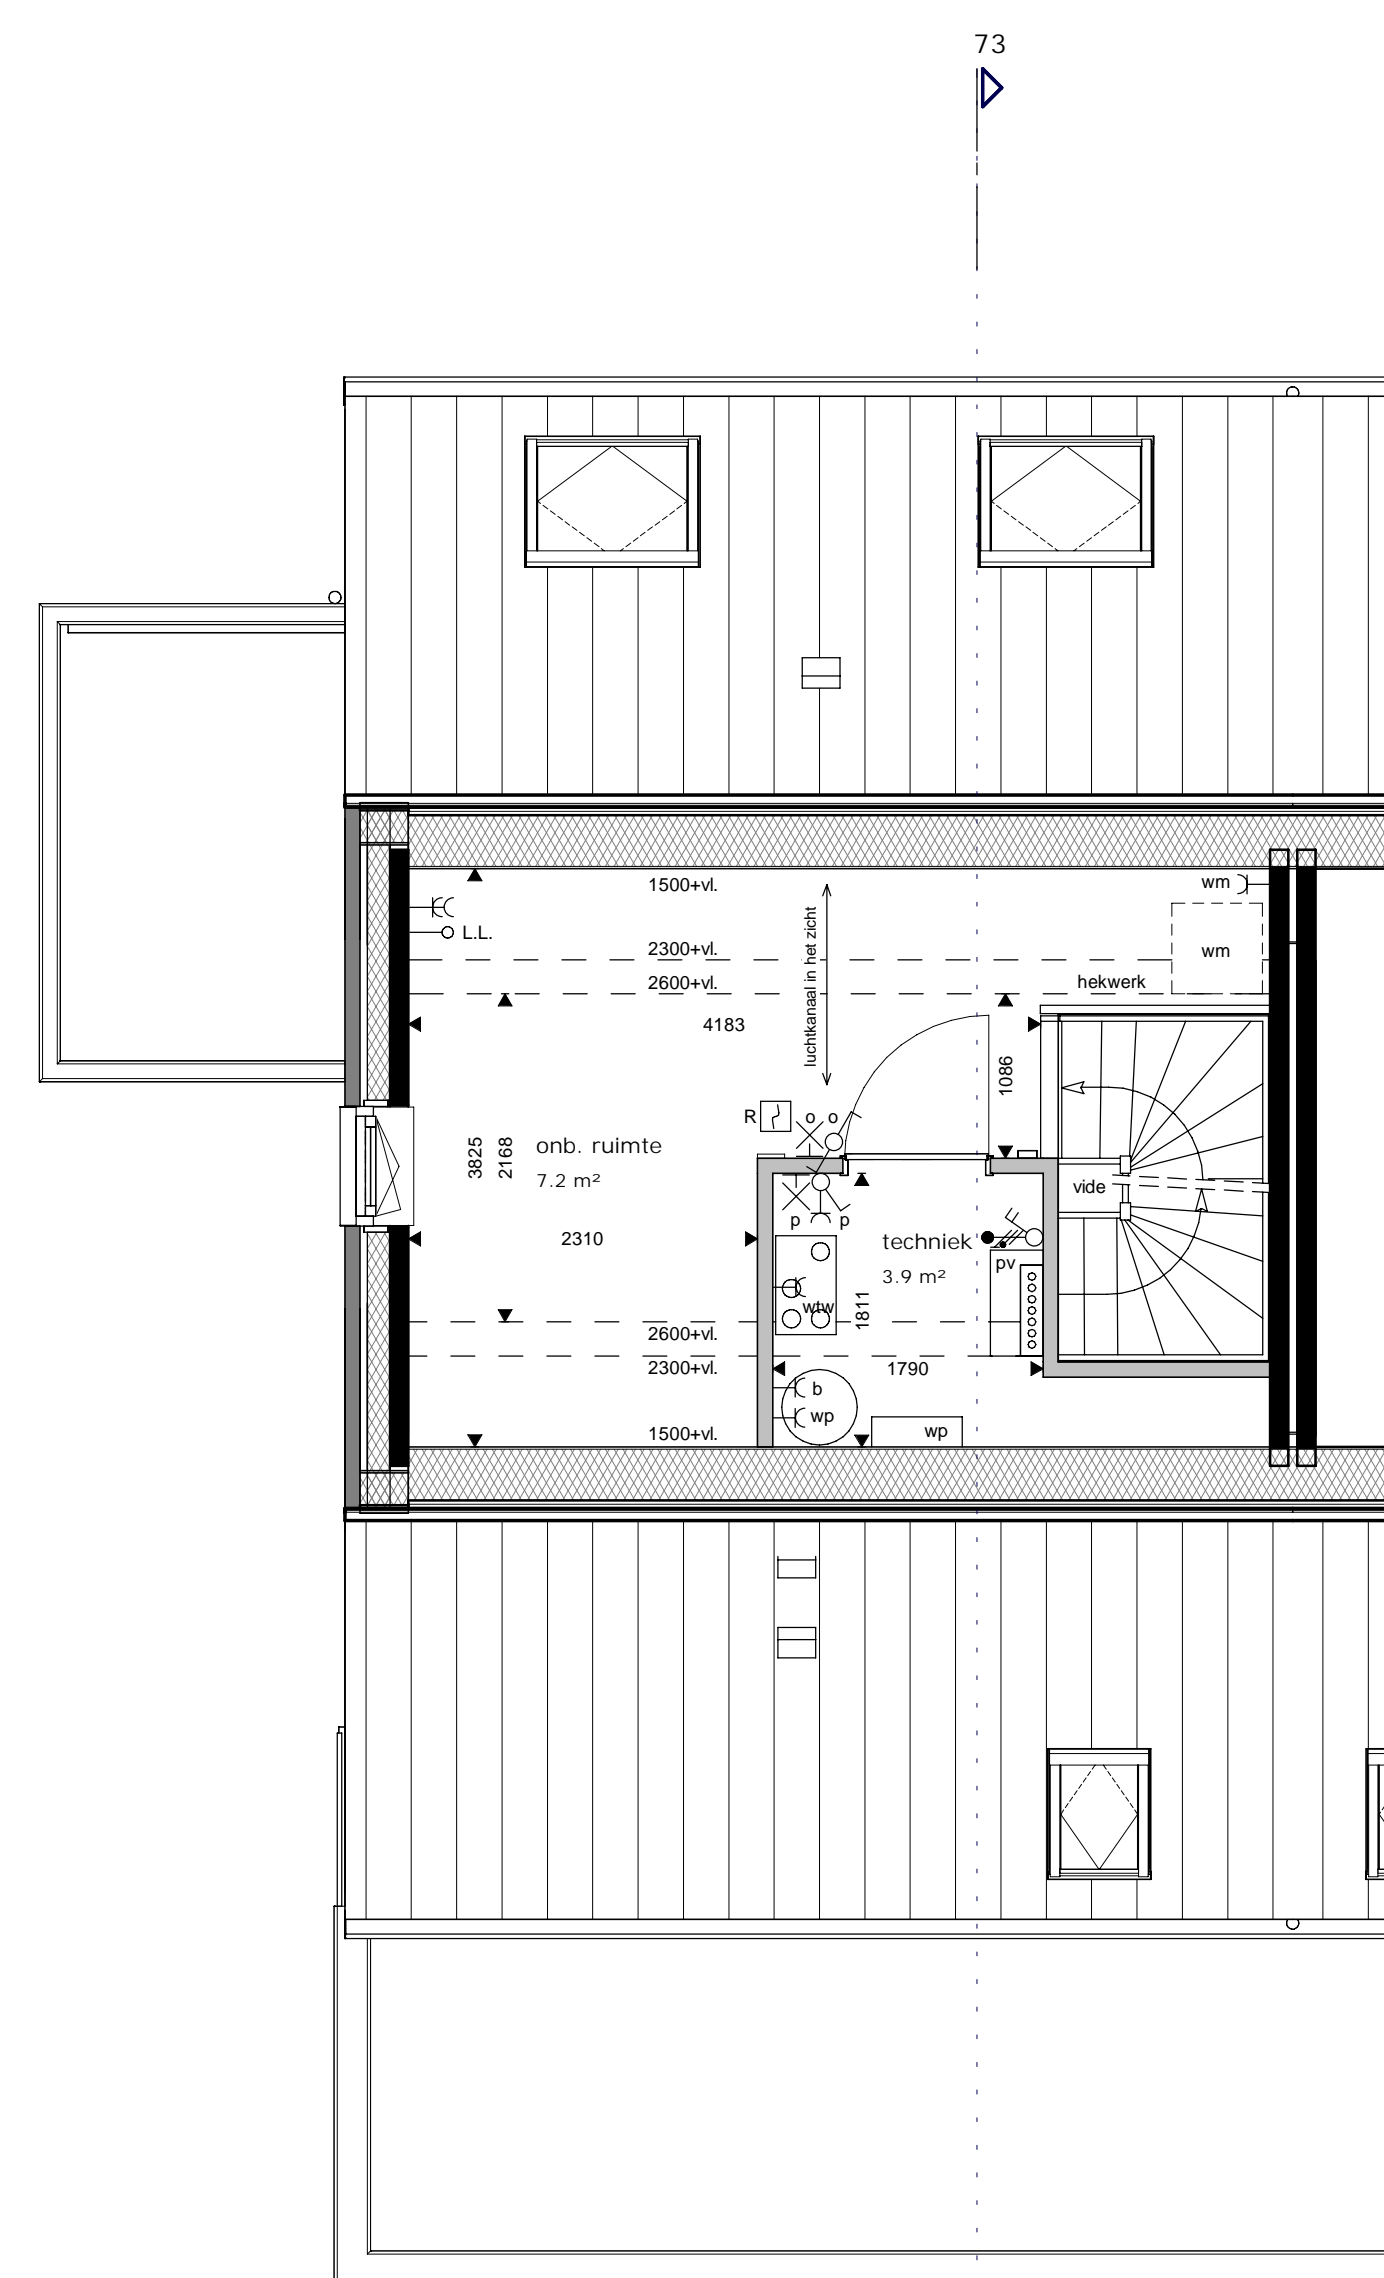 73
1500+vl.
wm
L.L.
2300+vl.
wm
2600+vl.
hekwerk
luchtkanaal in het zicht
4183
1086
R
o o
onb. ruimte
7.2 m²
3825
2168
vide
p p
2310
techniek
3.9 m²
pv
wtw
1811
2600+vl.
2300+vl.
1790
b
wp
1500+vl.
wp